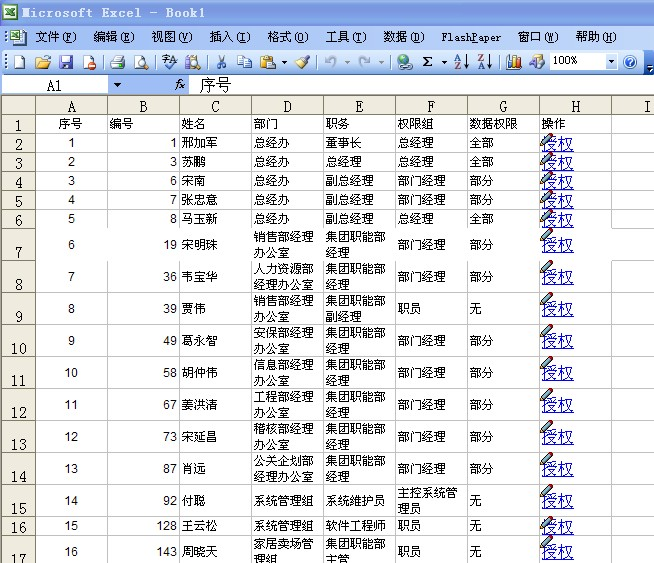 Microsoft Excel - Book1
文件(F) 编辑(E) 视图(V) 插入(I) 格式(O) 工具(T) 数据(D) FlashPaper 窗口(W) 帮助(H)
100%
A1 fx 序号
A B C D E F G H I
1 序号 编号 姓名 部门 职务 权限组 数据权限 操作
2 1 1 邢加军 总经办 董事长 总经理 全部 授权
3 2 3 苏鹏 总经办 总经理 总经理 全部 授权
4 3 6 宋南 总经办 副总经理 部门经理 部分 授权
5 4 7 张忠意 总经办 副总经理 部门经理 部分 授权
6 5 8 马玉新 总经办 副总经理 总经理 全部 授权
销售部经理 集团职能部
7 6 19 宋明珠 办公室 经理 部门经理 部分 授权
人力资源部 集团职能部
8 7 36 韦宝华 经理办公室 经理 部门经理 部分 授权
销售部经理 集团职能部
9 8 39 贾伟 办公室 副经理 职员 无 授权
安保部经理 集团职能部
10 9 49 葛永智 办公室 经理 部门经理 部分 授权
信息部经理 集团职能部
11 10 58 胡仲伟 办公室 经理 部门经理 部分 授权
工程部经理 集团职能部
12 11 67 姜洪清 办公室 经理 部门经理 部分 授权
稽核部经理 集团职能部
13 12 73 宋延昌 办公室 经理 部门经理 部分 授权
公关企划部 集团职能部
14 13 87 肖远 经理办公室 经理 部门经理 部分 授权
主控系统管
15 14 92 付聪 系统管理组 系统维护员 理员 无 授权
16 15 128 王云松 系统管理组 软件工程师 职员 无 授权
家居卖场管 集团职能部
17 16 143 周晓天 理组 主管 职员 无 授权